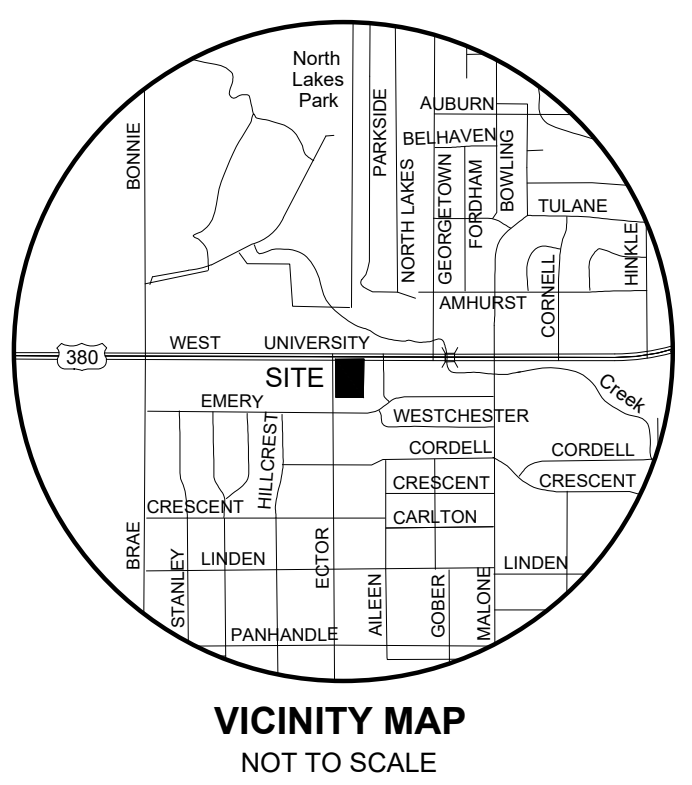 North
Lakes
Park
BONNIE
PARKSIDE
NORTH LAKES
AUBURN
BELHAVEN
GEORGETOWN
FORDHAM
BOWLING
TULANE
HINKLE
CORNELL
AMHURST
WEST UNIVERSITY
380
SITE
Creek
EMERY
WESTCHESTER
HILLCREST
CORDELL
CORDELL
CRESCENT
CRESCENT
CRESCENT
CARLTON
BRAE
STANLEY
LINDEN
ECTOR
AILEEN
GOBER
MALONE
LINDEN
PANHANDLE
VICINITY MAP
NOT TO SCALE